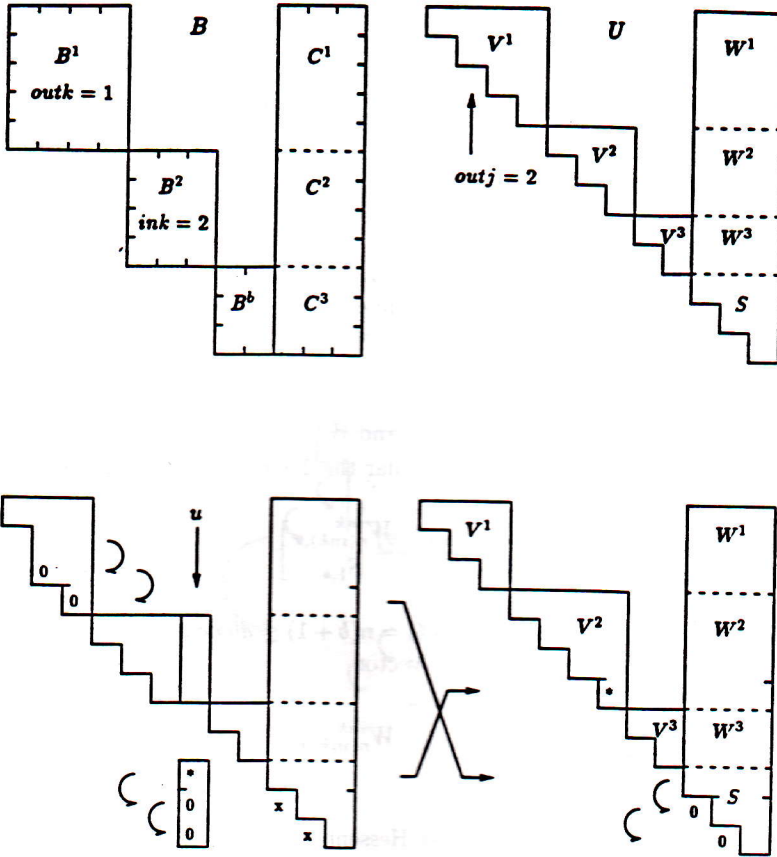 B
B¹
outk = 1
C¹
B²
ink = 2
C²
Bᵇ
C³
U
V¹
W¹
outj = 2
V²
W²
V³
W³
S
u
0
0
*
0
0
x
x
V¹
W¹
V²
W²
*
V³
W³
S
0
0